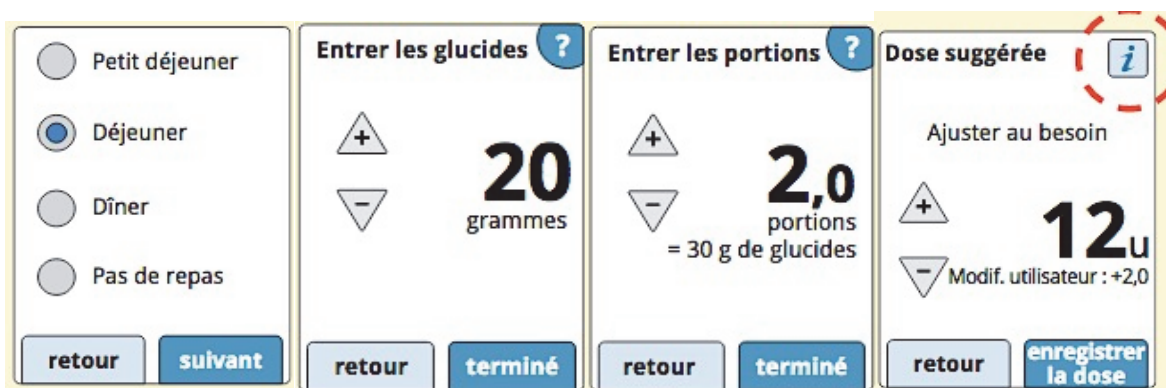 Petit déjeuner
Déjeuner
Dîner
Pas de repas
retour
suivant
Entrer les glucides
?
+
20
−
grammes
retour
terminé
Entrer les portions
?
+
2,0
−
portions
= 30 g de glucides
retour
terminé
Dose suggérée
i
Ajuster au besoin
+
12u
−
Modif. utilisateur : +2,0
retour
enregistrer
la dose